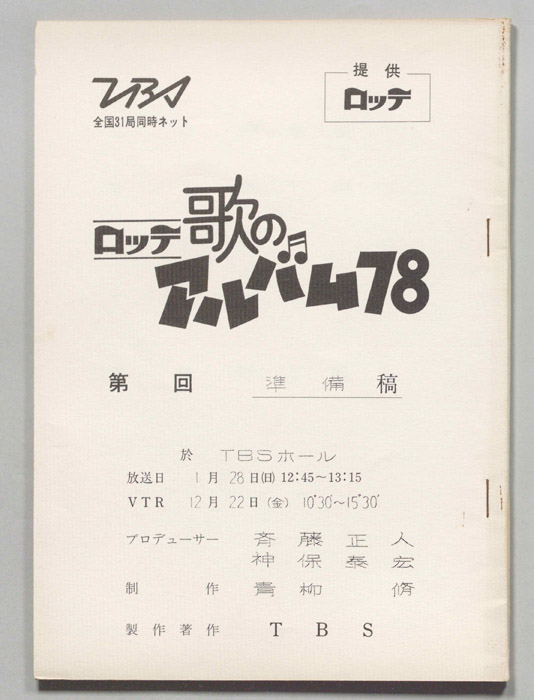 TBS
提供
ロッテ
全国31局同時ネット
ロッテ
歌の
アルバム78
第 回 準備稿
於 TBSホール
放送日 1月28日(日)12:45〜13:15
VTR 12月22日(金) 10°30′〜15°30′
プロデューサー 斉藤正人
神保泰宏
制作 青柳脩
製作著作 TBS